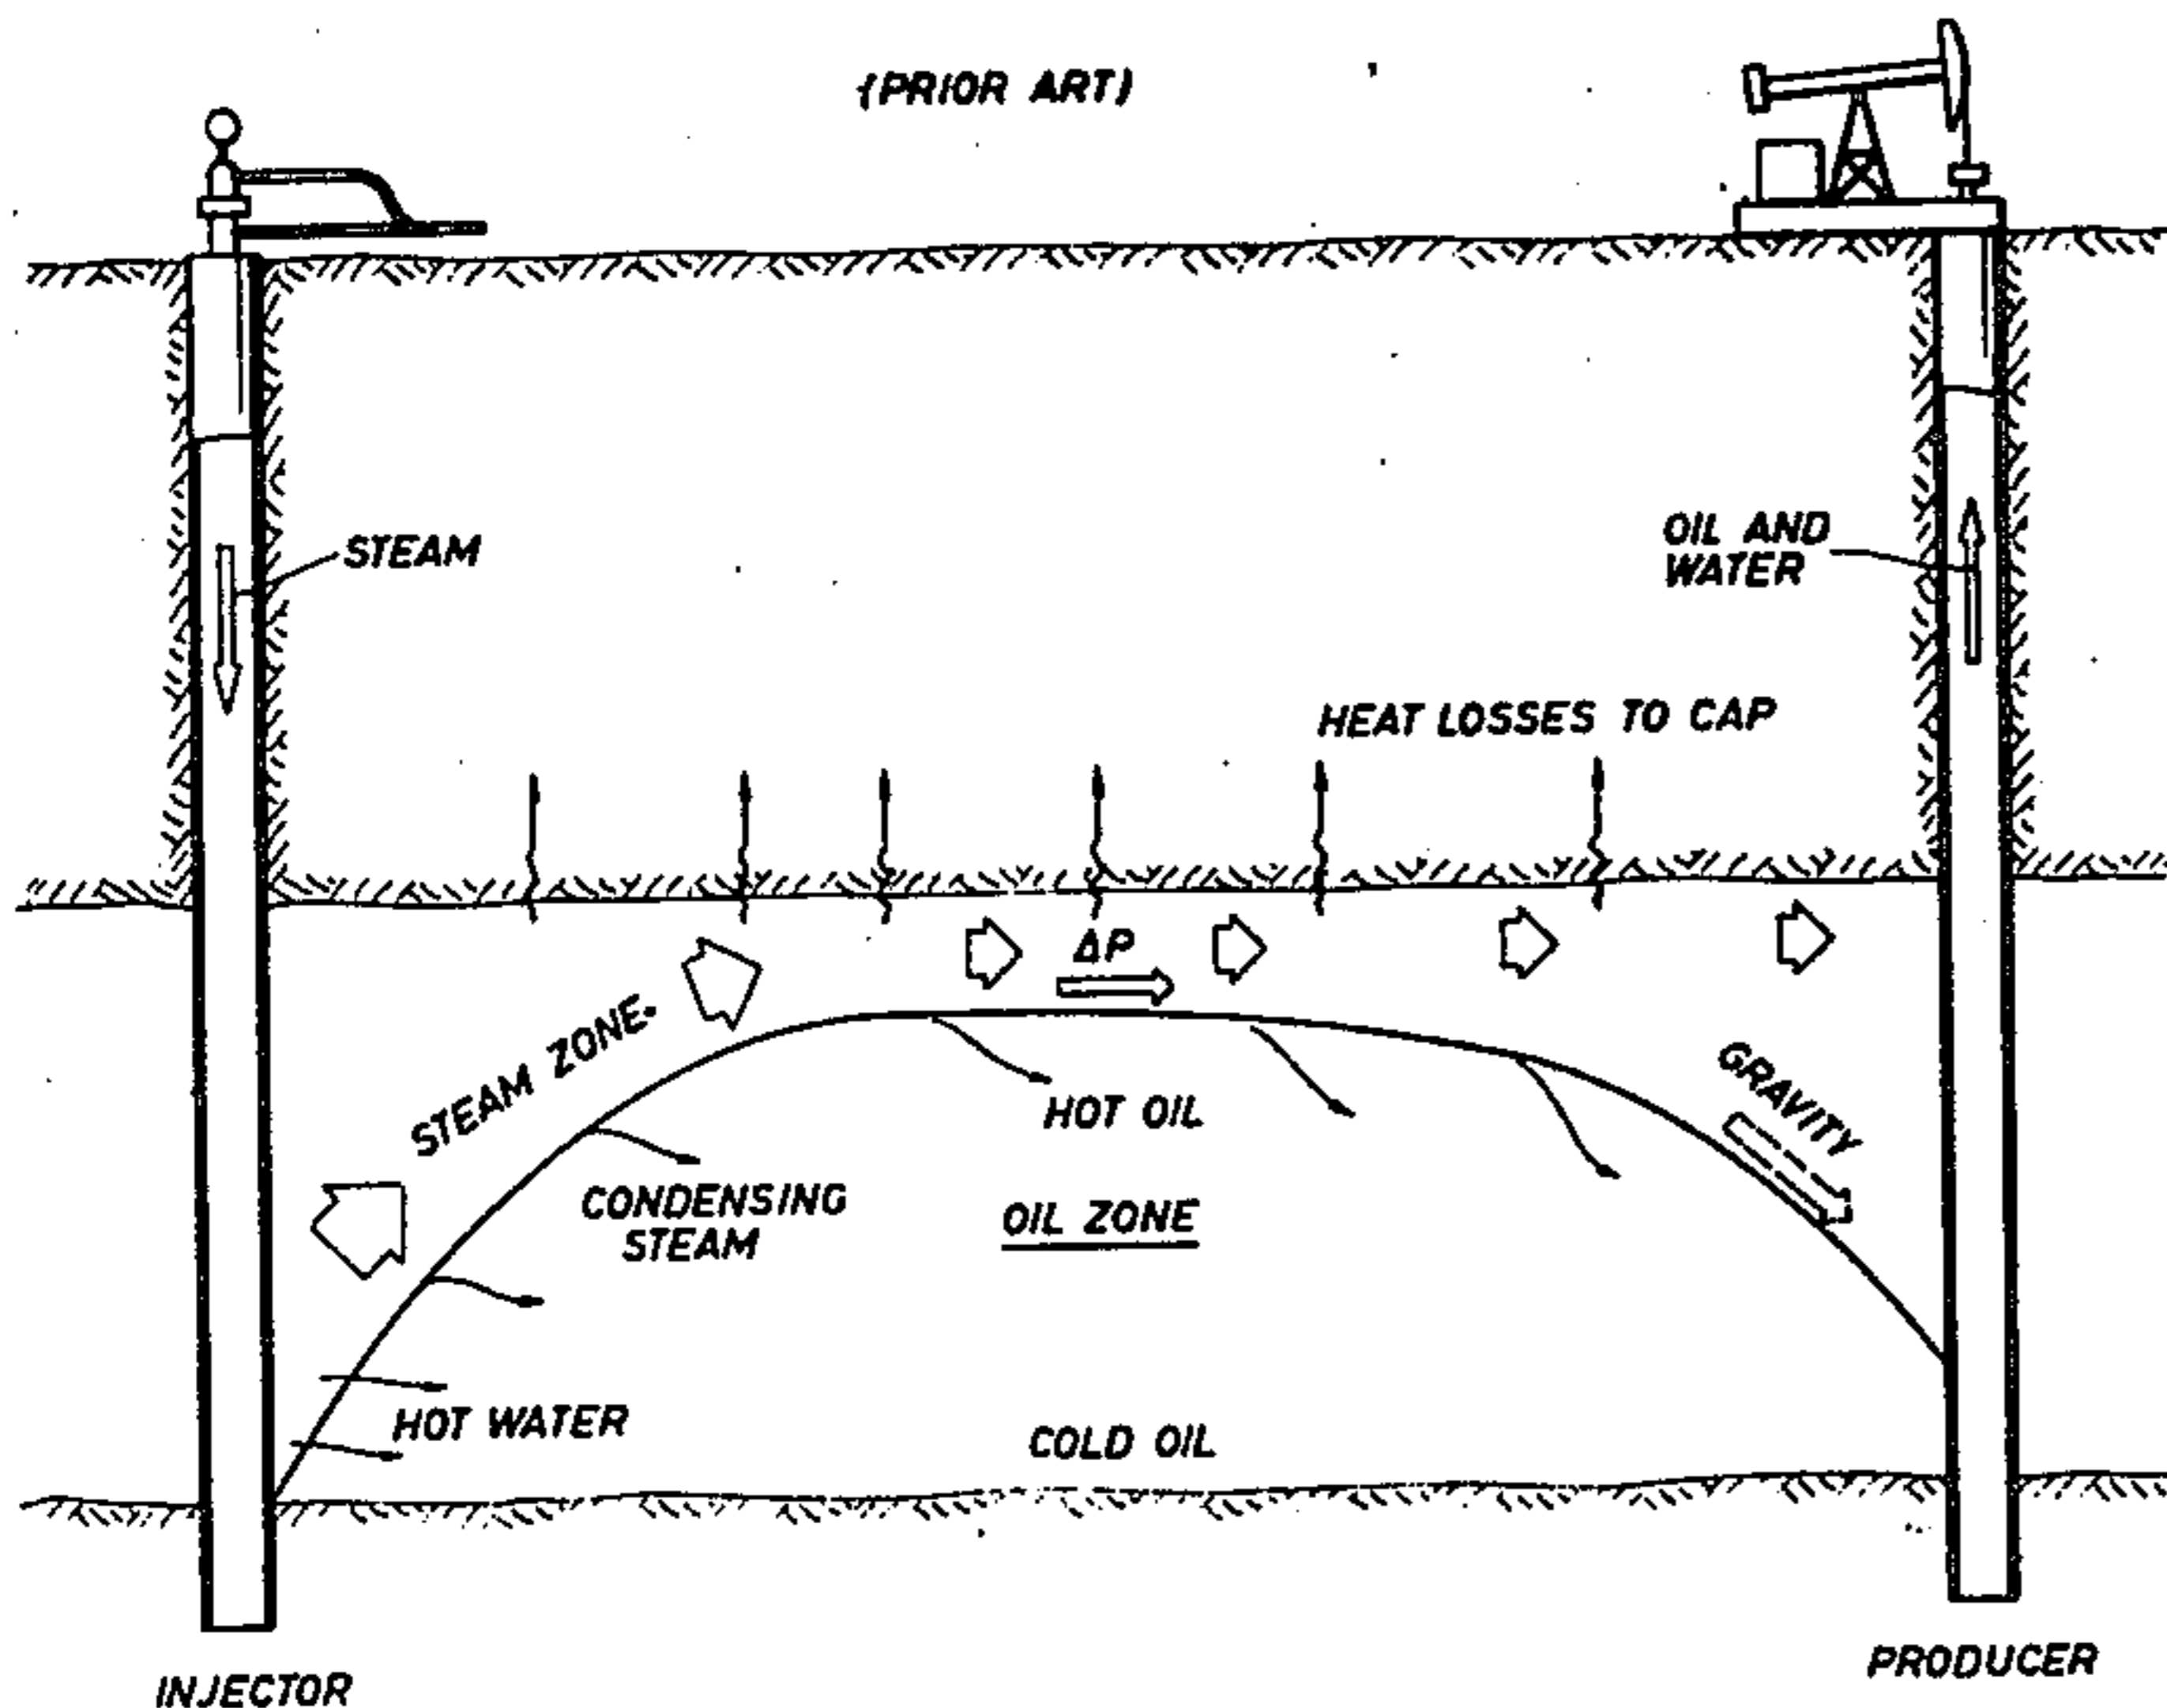 (PRIOR ART)
STEAM
OIL AND
WATER
HEAT LOSSES TO CAP
ΔP
STEAM ZONE.
GRAVITY
HOT OIL
CONDENSING
STEAM
OIL ZONE
HOT WATER
COLD OIL
INJECTOR
PRODUCER